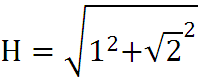 H = √(1²+√2²)